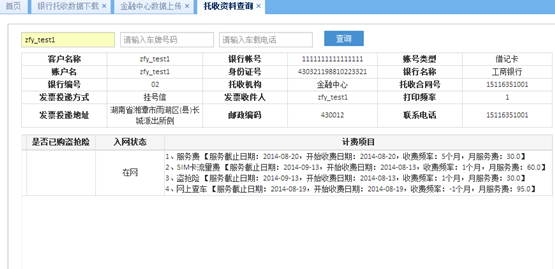 首页 银行托收数据下载 × 金融中心数据上传 × 托收资料查询 ×
zfy_test1 请输入车牌号码 请输入车载电话 查询
客户名称 zfy_test1 银行帐号 1111111111111111 账号类型 借记卡
账户名 zfy_test1 身份证号 430321198810223321 银行名称 工商银行
银行编号 02 托收机构 金融中心 托收合同号 15116351001
发票投递方式 挂号信 发票收件人 zfy_test1 打印频率 1
发票投递地址 湖南省湘潭市雨湖区(县)长城派出所倒 邮政编码 430012 联系电话 15116351001
是否已购盗抢险 入网状态 计费项目
在网
1、服务费【服务截止日期：2014-08-20，开始收费日期：2014-08-20，收费频率：5个月，月服务费：30.0】
2、SIM卡流量费【服务截止日期：2014-09-13，开始收费日期：2014-08-13，收费频率：1个月，月服务费：60.0】
3、盗抢险【服务截止日期：2014-09-13，开始收费日期：2014-08-13，收费频率：1个月，月服务费：30.0】
4、网上查车【服务截止日期：2014-08-19，开始收费日期：2014-08-19，收费频率：-1个月，月服务费：95.0】